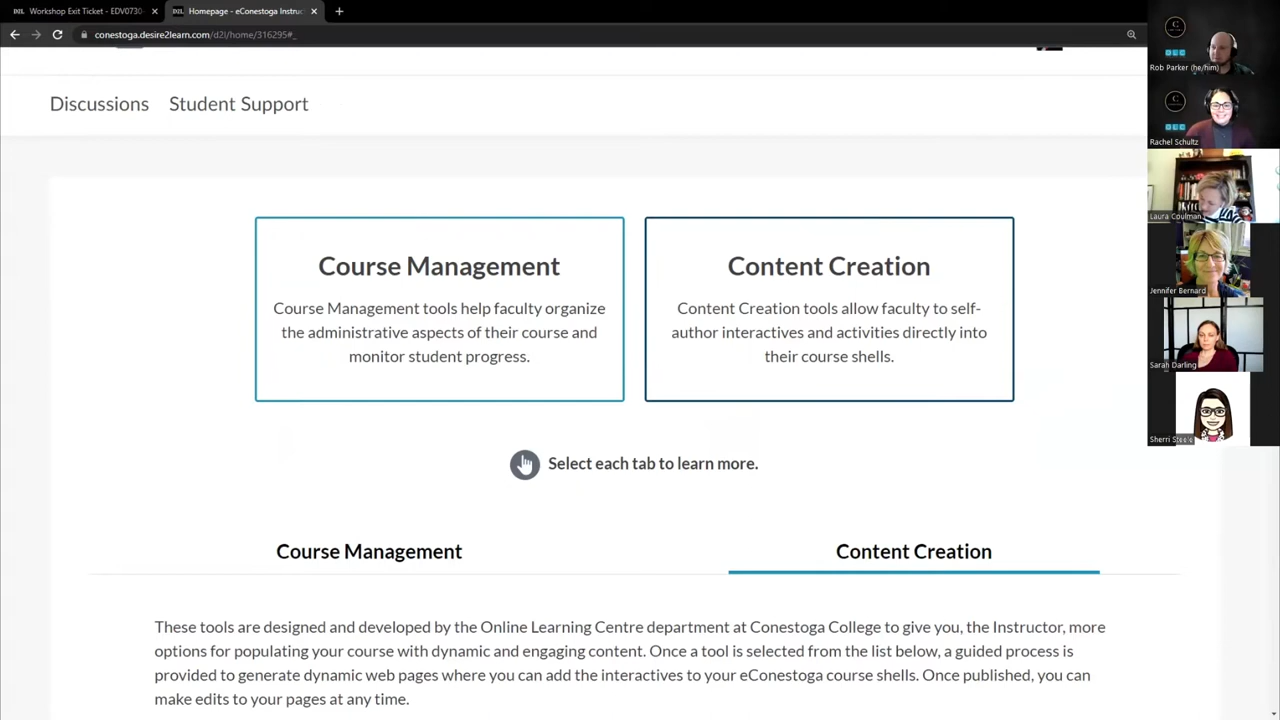 Workshop Exit Ticket - EDV0730
Homepage - eConestoga Instruc
conestoga.desire2learn.com/d2l/home/316295#_
Discussions Student Support
Course Management
Course Management tools help faculty organize
the administrative aspects of their course and
monitor student progress.
Content Creation
Content Creation tools allow faculty to self-
author interactives and activities directly into
their course shells.
Select each tab to learn more.
Course Management
Content Creation
These tools are designed and developed by the Online Learning Centre department at Conestoga College to give you, the Instructor, more
options for populating your course with dynamic and engaging content. Once a tool is selected from the list below, a guided process is
provided to generate dynamic web pages where you can add the interactives to your eConestoga course shells. Once published, you can
make edits to your pages at any time.
Rob Parker (he/him)
Rachel Schultz
Laura Coulman
Jennifer Bernard
Sarah Darling
Sherri Steele